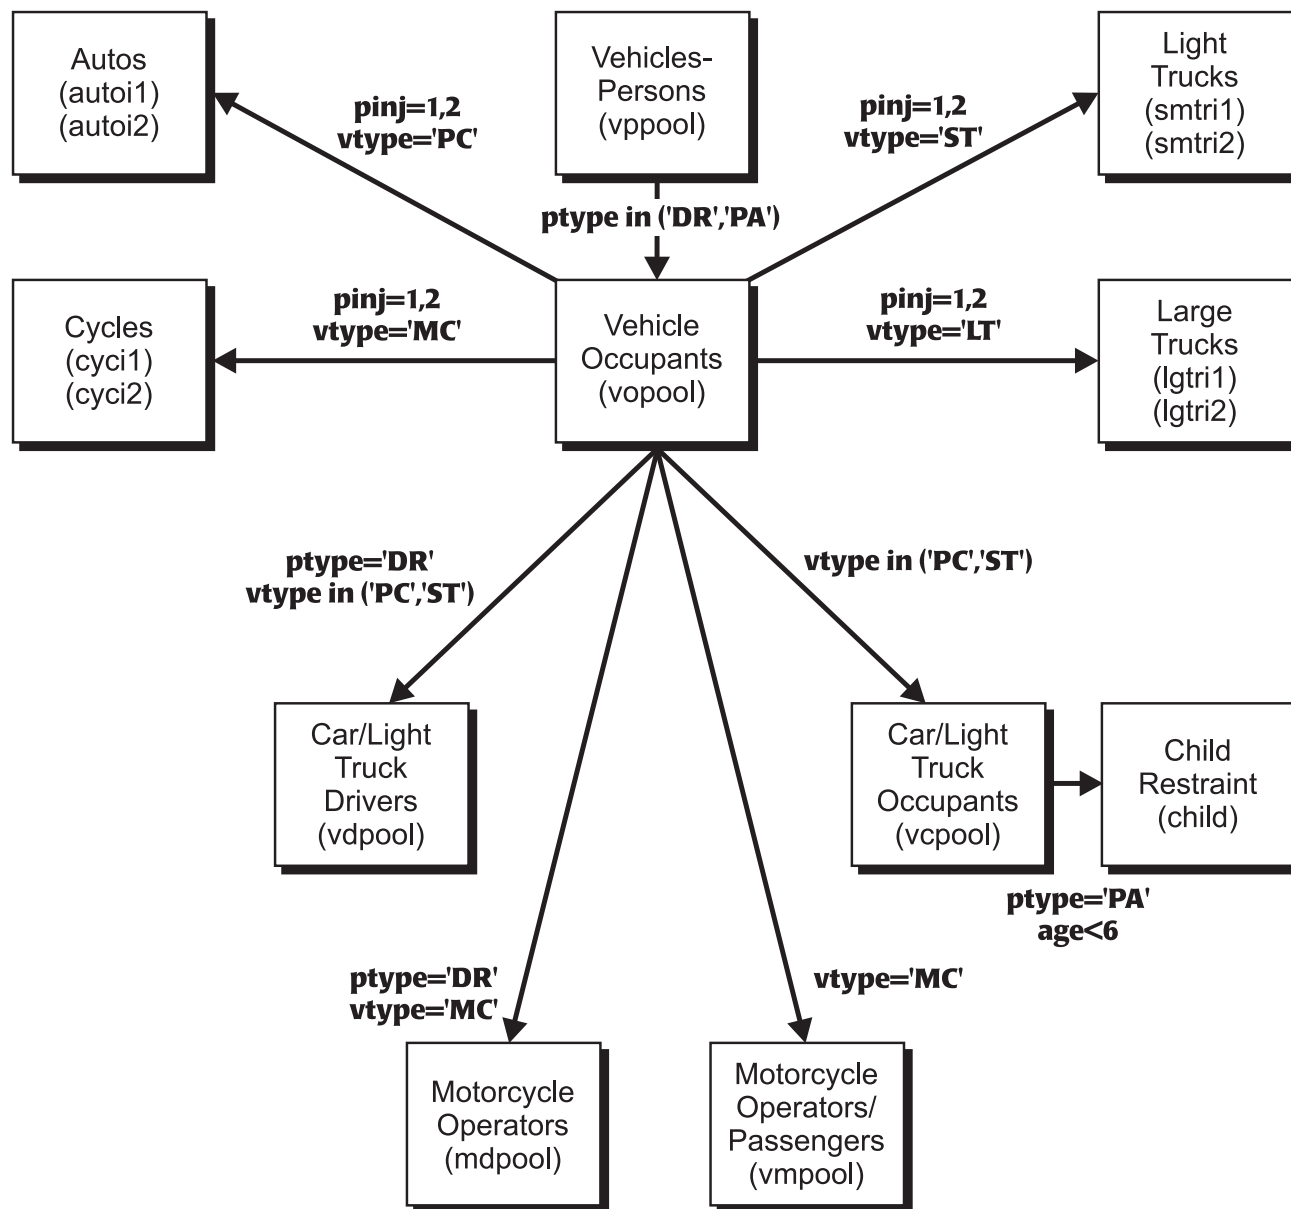 Autos
(autoi1)
(autoi2)
pinj=1,2
vtype='PC'
Vehicles-
Persons
(vppool)
pinj=1,2
vtype='ST'
Light
Trucks
(smtri1)
(smtri2)
ptype in ('DR','PA')
Cycles
(cyci1)
(cyci2)
pinj=1,2
vtype='MC'
Vehicle
Occupants
(vopool)
pinj=1,2
vtype='LT'
Large
Trucks
(lgtri1)
(lgtri2)
ptype='DR'
vtype in ('PC','ST')
vtype in ('PC','ST')
Car/Light
Truck
Drivers
(vdpool)
Car/Light
Truck
Occupants
(vcpool)
Child
Restraint
(child)
ptype='PA'
age<6
ptype='DR'
vtype='MC'
vtype='MC'
Motorcycle
Operators
(mdpool)
Motorcycle
Operators/
Passengers
(vmpool)